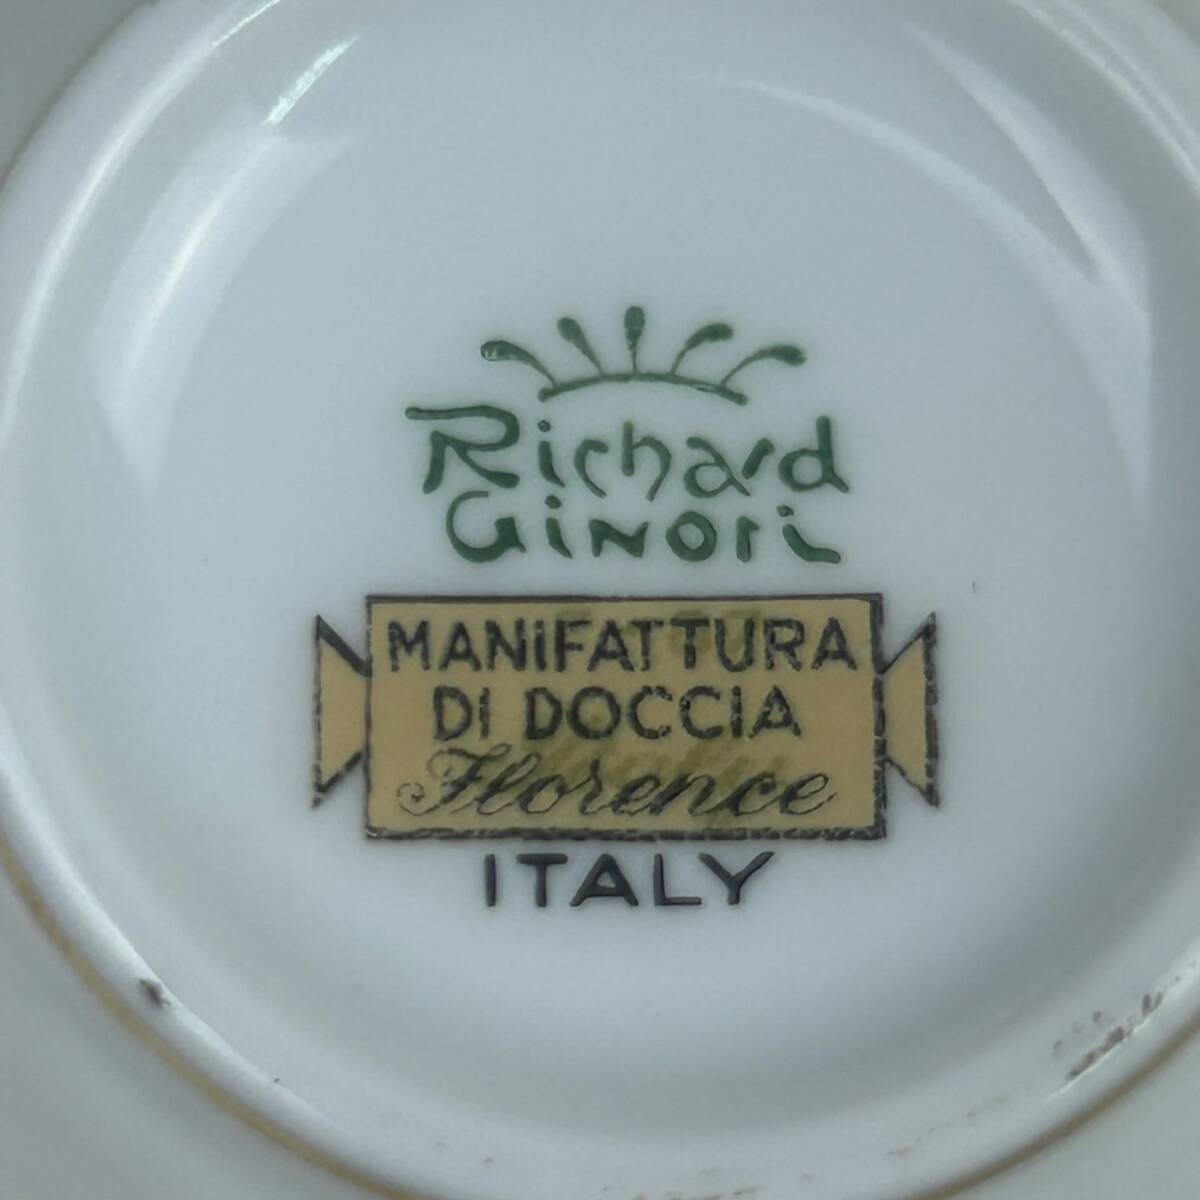 Richard
Ginori
MANiFATTURA
DI DOCCIA
Florence
ITALY